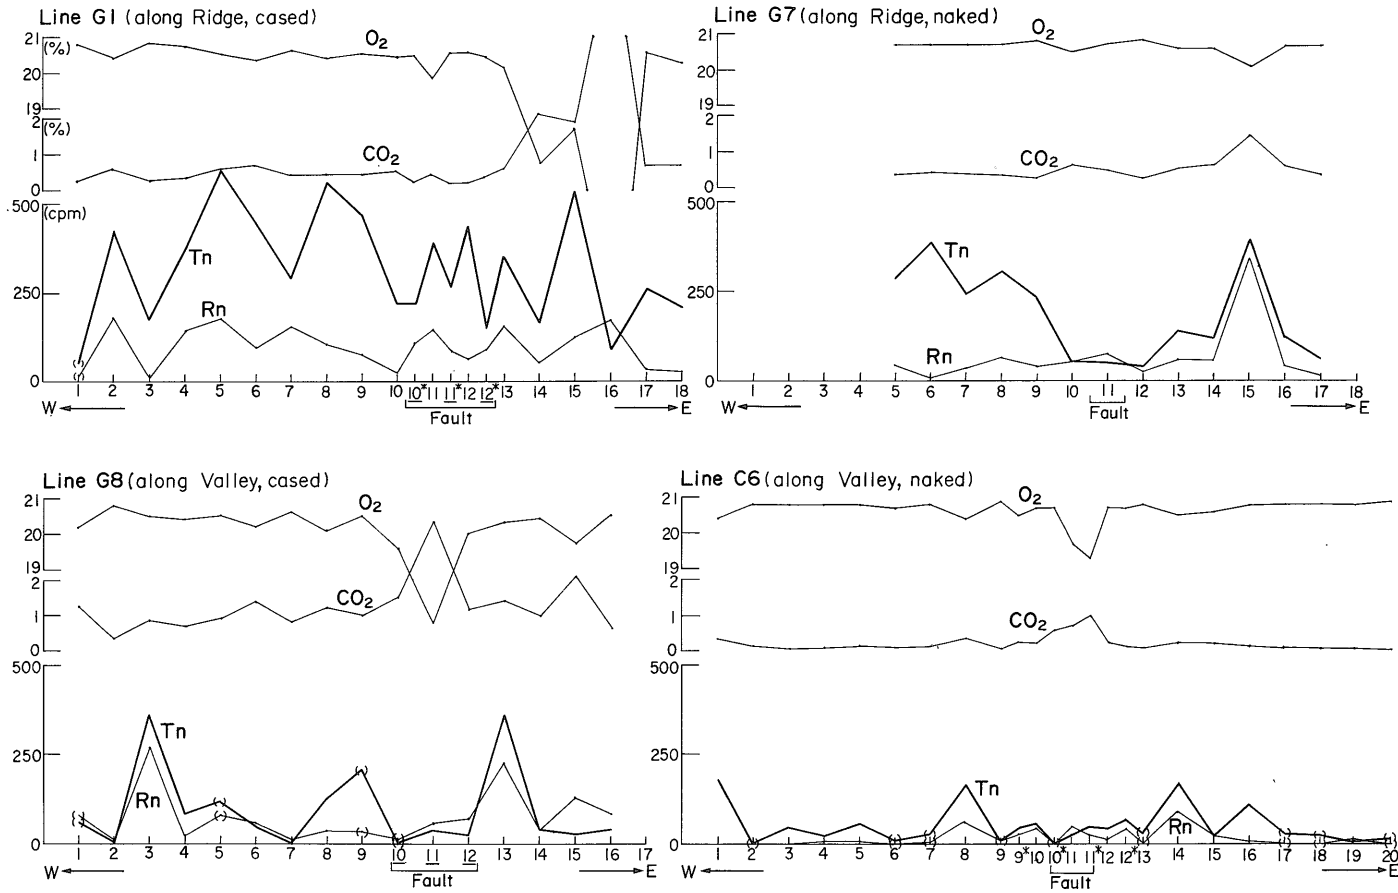 Line G1 (along Ridge, cased)
21
(%)
20
19
O2
2
(%)
1
0
CO2
500
(cpm)
250
0
Tn
Rn
1 2 3 4 5 6 7 8 9 10 10* 11 11* 12 12* 13 14 15 16 17 18
W E
Fault
Line G7 (along Ridge, naked)
21
20
19
O2
2
1
0
CO2
500
250
0
Tn
Rn
1 2 3 4 5 6 7 8 9 10 11 12 13 14 15 16 17 18
W E
Fault
Line G8 (along Valley, cased)
21
20
19
O2
2
1
0
CO2
500
250
0
Tn
Rn
1 2 3 4 5 6 7 8 9 10 11 12 13 14 15 16 17
W E
Fault
Line C6 (along Valley, naked)
21
20
19
O2
2
1
0
CO2
500
250
0
Tn
Rn
1 2 3 4 5 6 7 8 9 9* 10 10* 11 11* 12 12* 13 14 15 16 17 18 19 20
W E
Fault